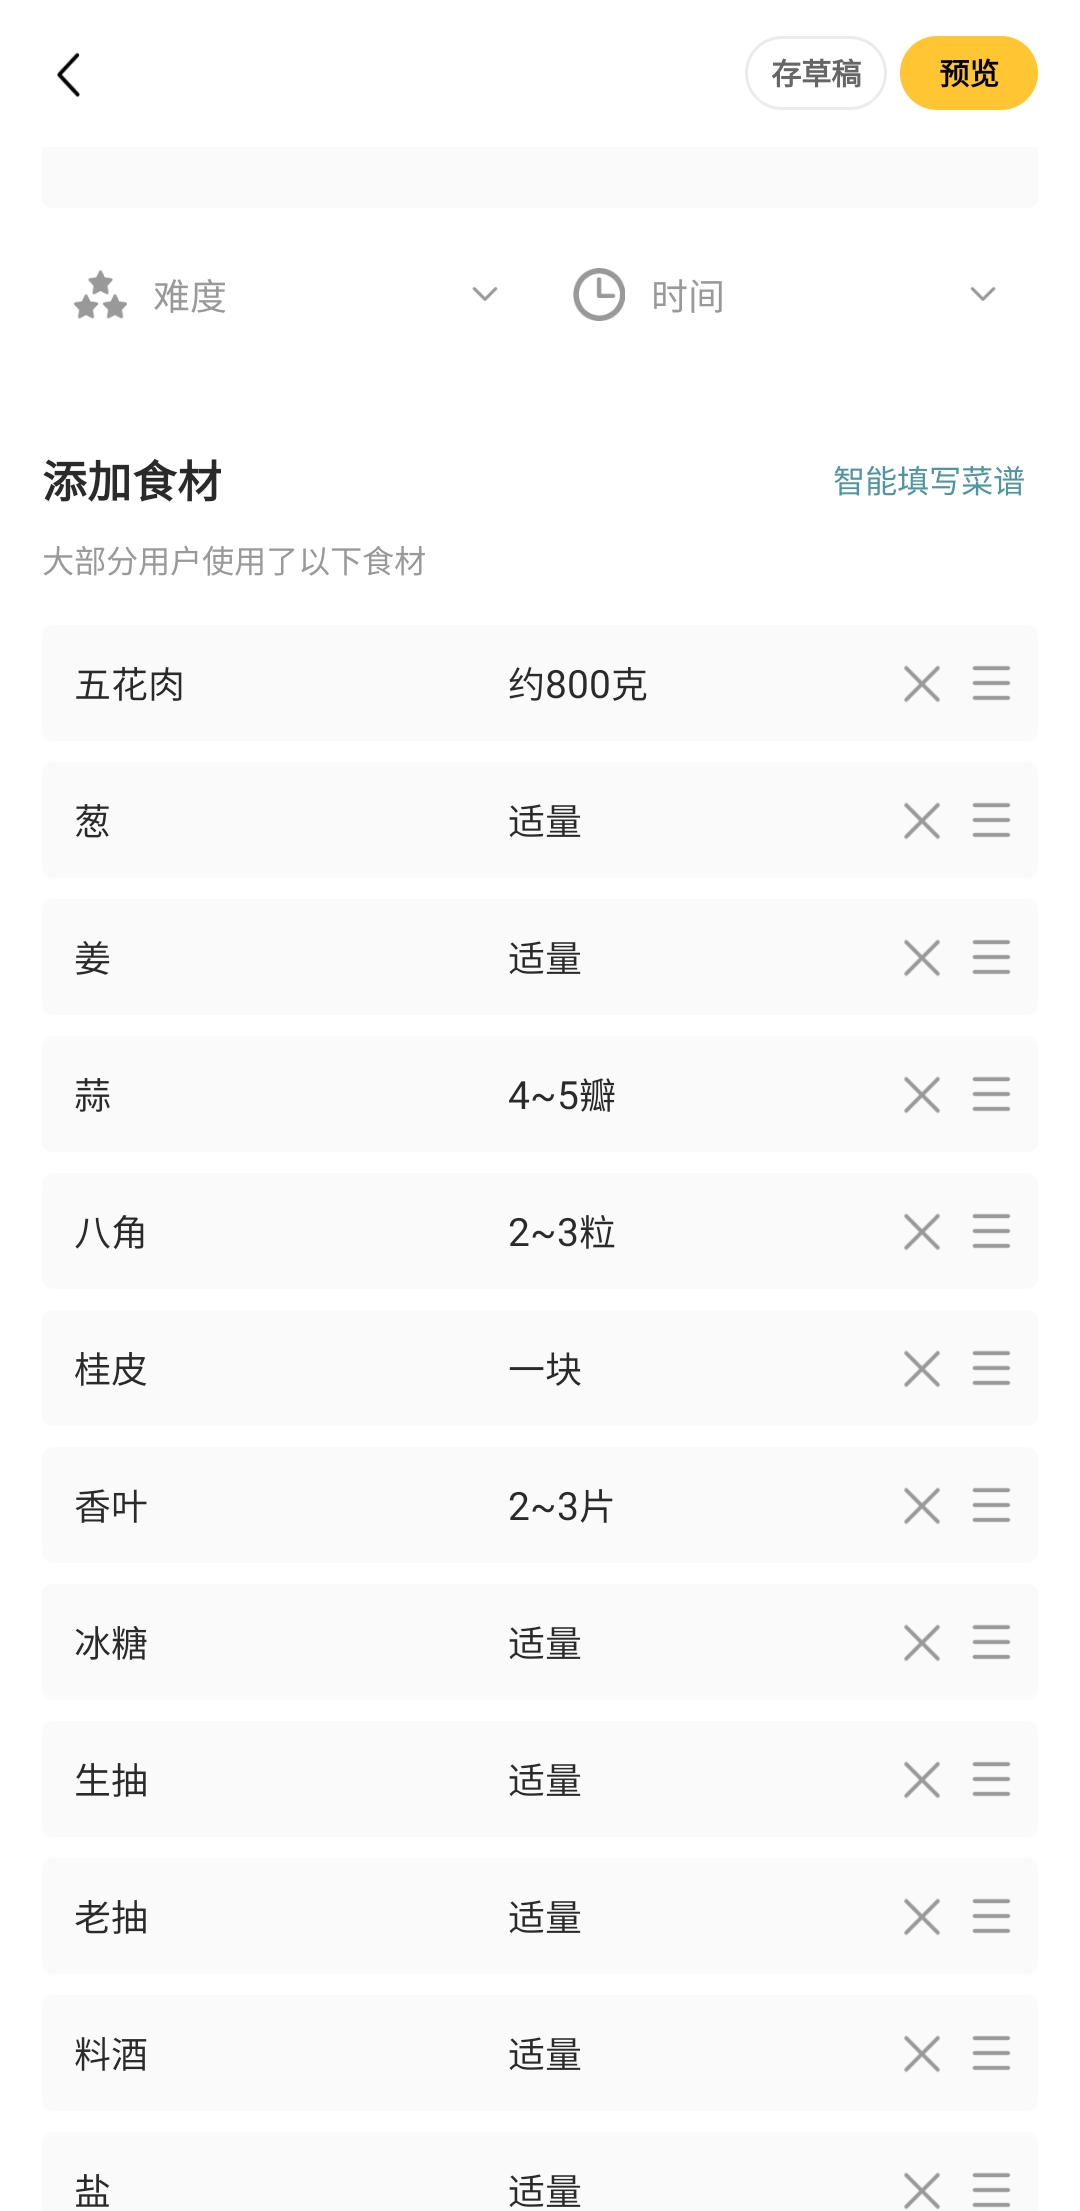 存草稿 预览
难度 时间
添加食材 智能填写菜谱
大部分用户使用了以下食材
五花肉 约800克
葱 适量
姜 适量
蒜 4~5瓣
八角 2~3粒
桂皮 一块
香叶 2~3片
冰糖 适量
生抽 适量
老抽 适量
料酒 适量
盐 适量